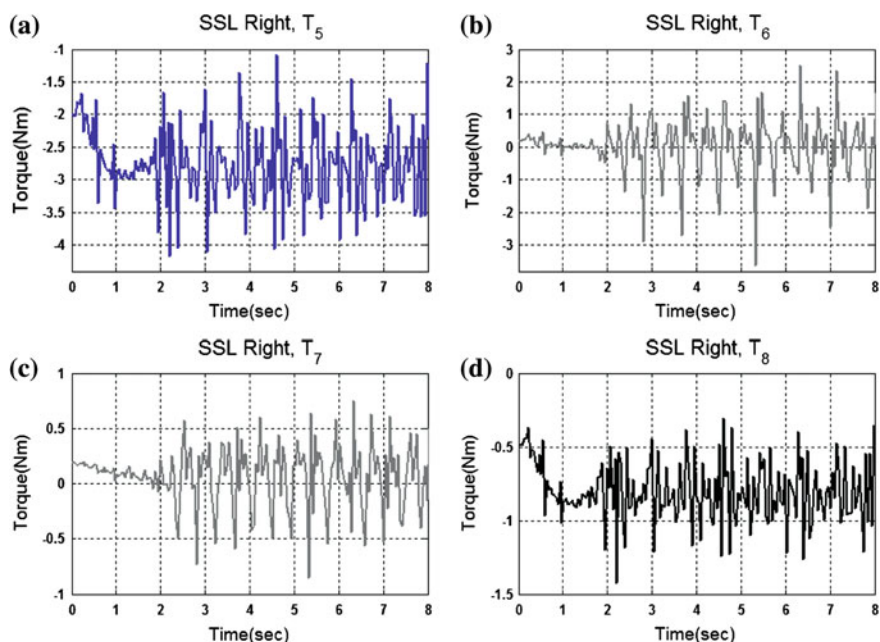 (a)
SSL Right, T5
Torque(Nm)
-1
-1.5
-2
-2.5
-3
-3.5
-4
0 1 2 3 4 5 6 7 8
Time(sec)
(b)
SSL Right, T6
Torque(Nm)
3
2
1
0
-1
-2
-3
0 1 2 3 4 5 6 7 8
Time(sec)
(c)
SSL Right, T7
Torque(Nm)
1
0.5
0
-0.5
-1
0 1 2 3 4 5 6 7 8
Time(sec)
(d)
SSL Right, T8
Torque(Nm)
0
-0.5
-1
-1.5
0 1 2 3 4 5 6 7 8
Time(sec)